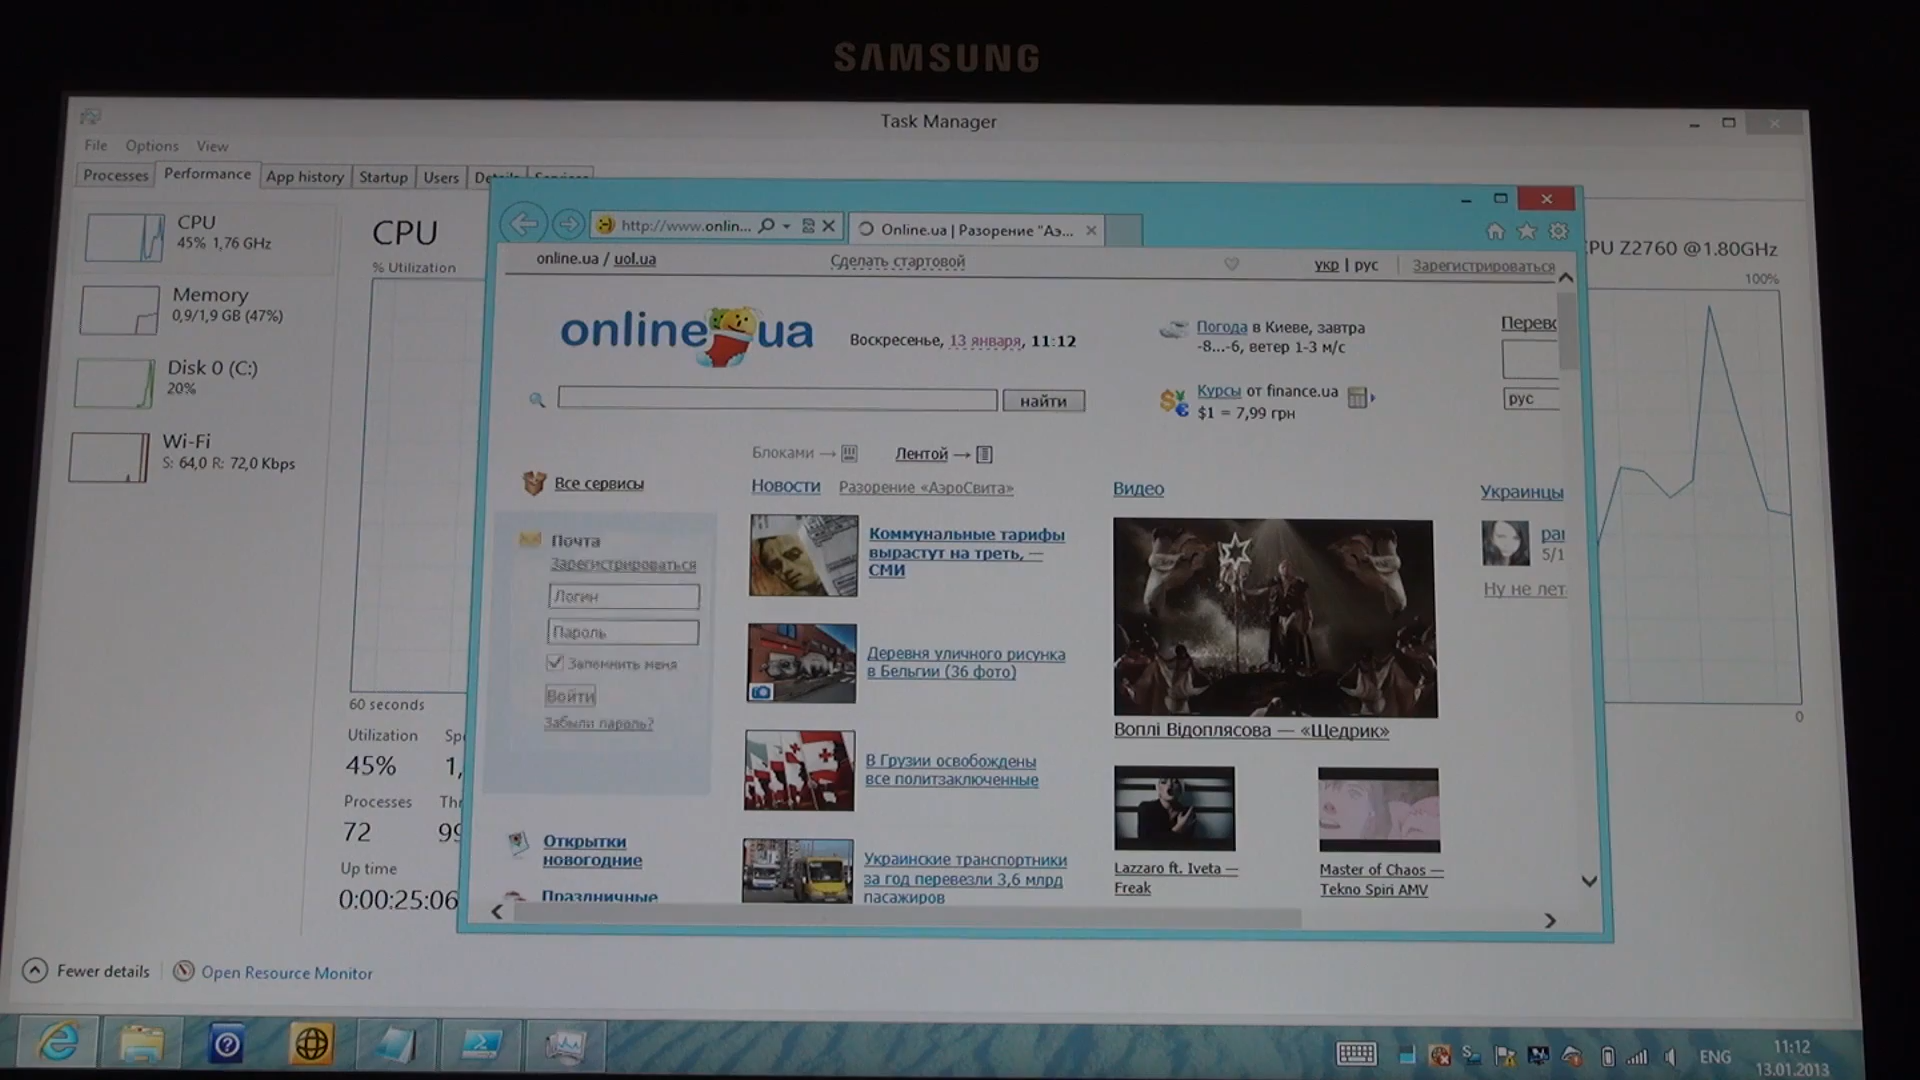 SAMSUNG
Task Manager
File Options View
Processes Performance App history Startup Users
CPU
45% 1,76 GHz
Memory
0,9/1,9 GB (47%)
Disk 0 (C:)
20%
Wi-Fi
S: 64,0 R: 72,0 Kbps
CPU
% Utilization
60 seconds
Utilization
45%
Processes
72
Up time
0:00:25:06
PU Z2760 @1.80GHz
100%
0
http://www.onlin...
Online.ua | Разорение "Аэ...
online.ua / uol.ua
Сделать стартовой
укр | рус
Зарегистрироваться
online ua
Воскресенье, 13 января, 11:12
Погода в Киеве, завтра
-8...-6, ветер 1-3 м/с
Курсы от finance.ua
$1 = 7,99 грн
рус
найти
Блоками →
Лентой →
Все сервисы
Почта
Зарегистрироваться
Логин
Пароль
Запомнить меня
Войти
Забыли пароль?
Открытки
новогодние
Праздничные
Новости Разорение «АэроСвита»
Коммунальные тарифы
вырастут на треть, —
СМИ
Деревня уличного рисунка
в Бельгии (36 фото)
В Грузии освобождены
все политзаключенные
Украинские транспортники
за год перевезли 3,6 млрд
пасажиров
Видео
Воплі Відоплясова — «Щедрик»
Lazzaro ft. Iveta —
Freak
Master of Chaos —
Tekno Spiri AMV
Украинцы
5/1
Ну не лет
Fewer details
Open Resource Monitor
ENG
11:12
13.01.2013